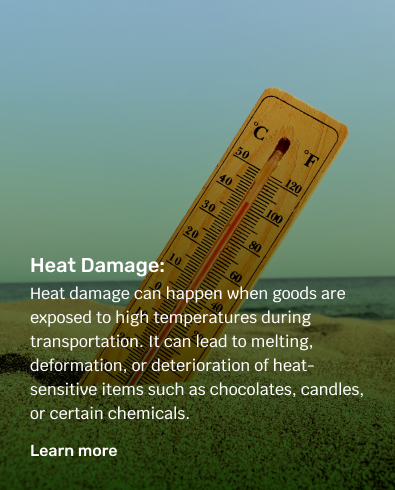 °C
°F
50
120
40
100
30
20
80
10
60
0
Heat Damage:
Heat damage can happen when goods are
exposed to high temperatures during
transportation. It can lead to melting,
deformation, or deterioration of heat-
sensitive items such as chocolates, candles,
or certain chemicals.
Learn more